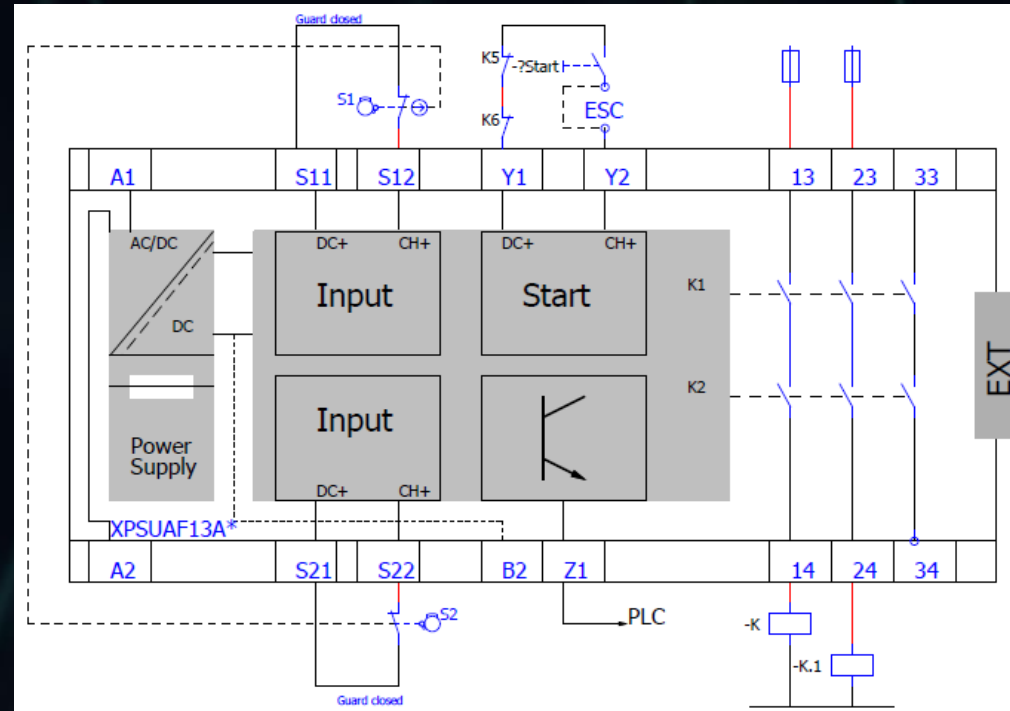 Guard closed
K5
-?Start
S1
K6
ESC
A1 S11 S12 Y1 Y2 13 23 33
AC/DC DC+ CH+ DC+ CH+
Input Start K1
DC
EXT
K2
Input
Power
Supply
DC+ CH+
XPSUAF13A*
A2 S21 S22 B2 Z1 14 24 34
S2 PLC
-K
-K.1
Guard closed